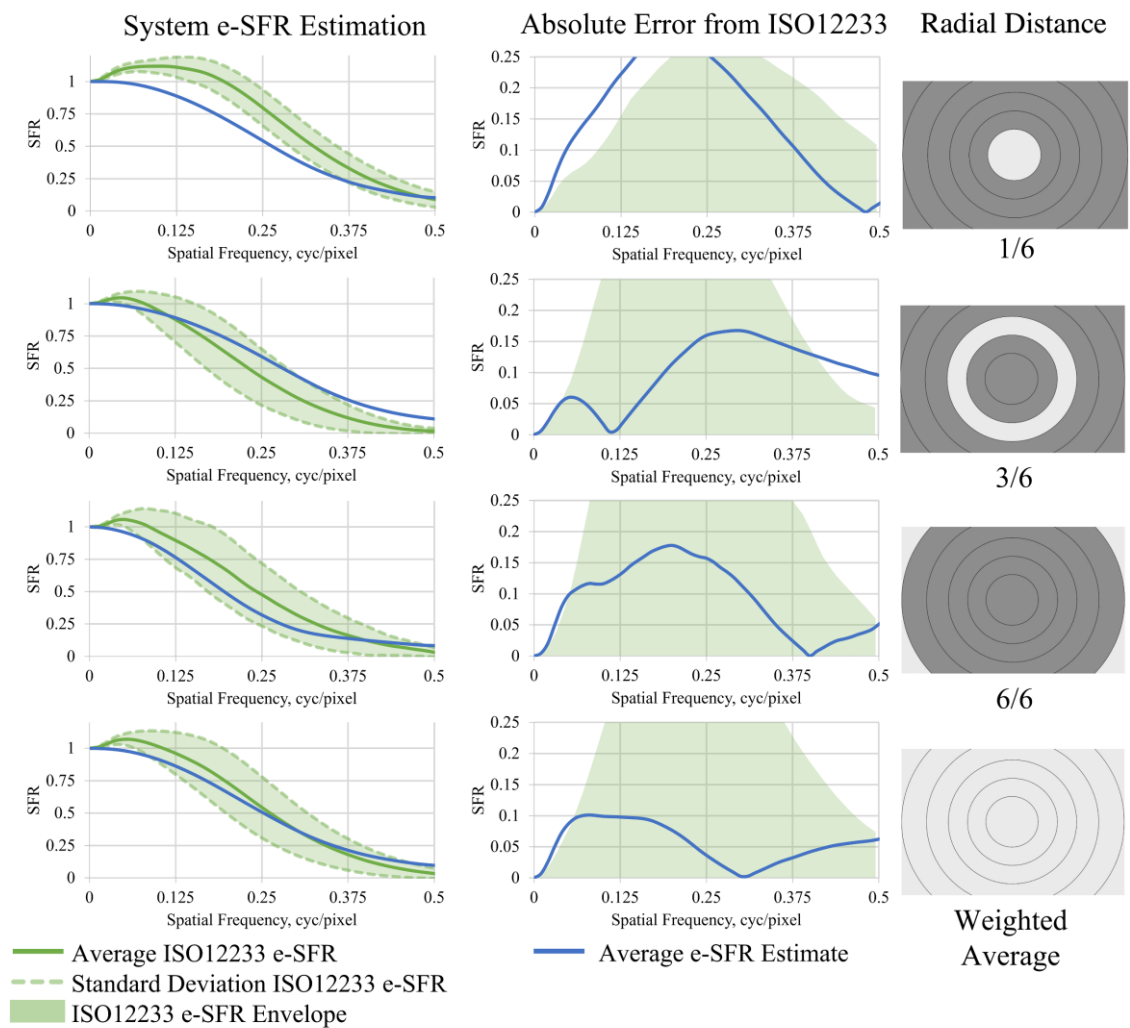 System e-SFR Estimation
Absolute Error from ISO12233
Radial Distance
SFR
1
0.75
0.5
0.25
0
0 0.125 0.25 0.375 0.5
Spatial Frequency, cyc/pixel
SFR
0.25
0.2
0.15
0.1
0.05
0
0 0.125 0.25 0.375 0.5
Spatial Frequency, cyc/pixel
1/6
SFR
1
0.75
0.5
0.25
0
0 0.125 0.25 0.375 0.5
Spatial Frequency, cyc/pixel
SFR
0.25
0.2
0.15
0.1
0.05
0
0 0.125 0.25 0.375 0.5
Spatial Frequency, cyc/pixel
3/6
SFR
1
0.75
0.5
0.25
0
0 0.125 0.25 0.375 0.5
Spatial Frequency, cyc/pixel
SFR
0.25
0.2
0.15
0.1
0.05
0
0 0.125 0.25 0.375 0.5
Spatial Frequency, cyc/pixel
6/6
SFR
1
0.75
0.5
0.25
0
0 0.125 0.25 0.375 0.5
Spatial Frequency, cyc/pixel
SFR
0.25
0.2
0.15
0.1
0.05
0
0 0.125 0.25 0.375 0.5
Spatial Frequency, cyc/pixel
Weighted
Average
Average ISO12233 e-SFR
Standard Deviation ISO12233 e-SFR
ISO12233 e-SFR Envelope
Average e-SFR Estimate